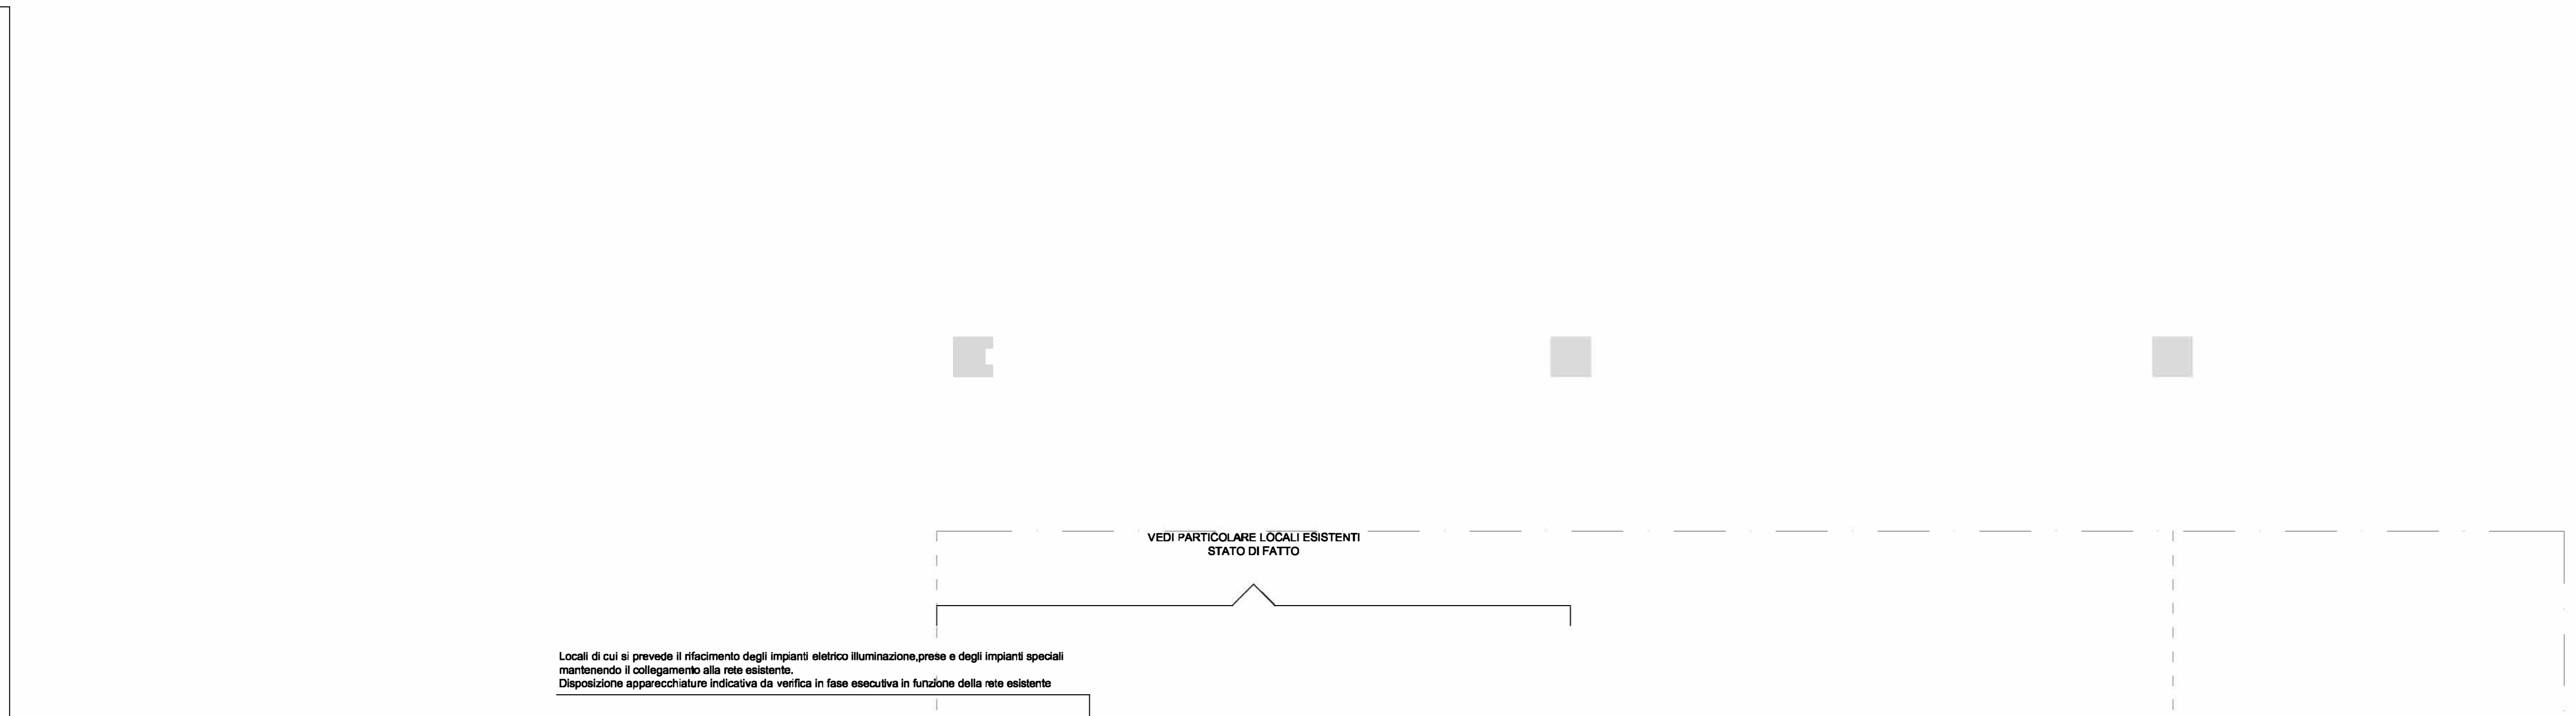 VEDI PARTICOLARE LOCALI ESISTENTI
STATO DI FATTO
Locali di cui si prevede il rifacimento degli impianti eletrico illuminazione,prese e degli impianti speciali
mantenendo il collegamento alla rete esistente.
Disposizione apparecchiature indicativa da verifica in fase esecutiva in funzione della rete esistente